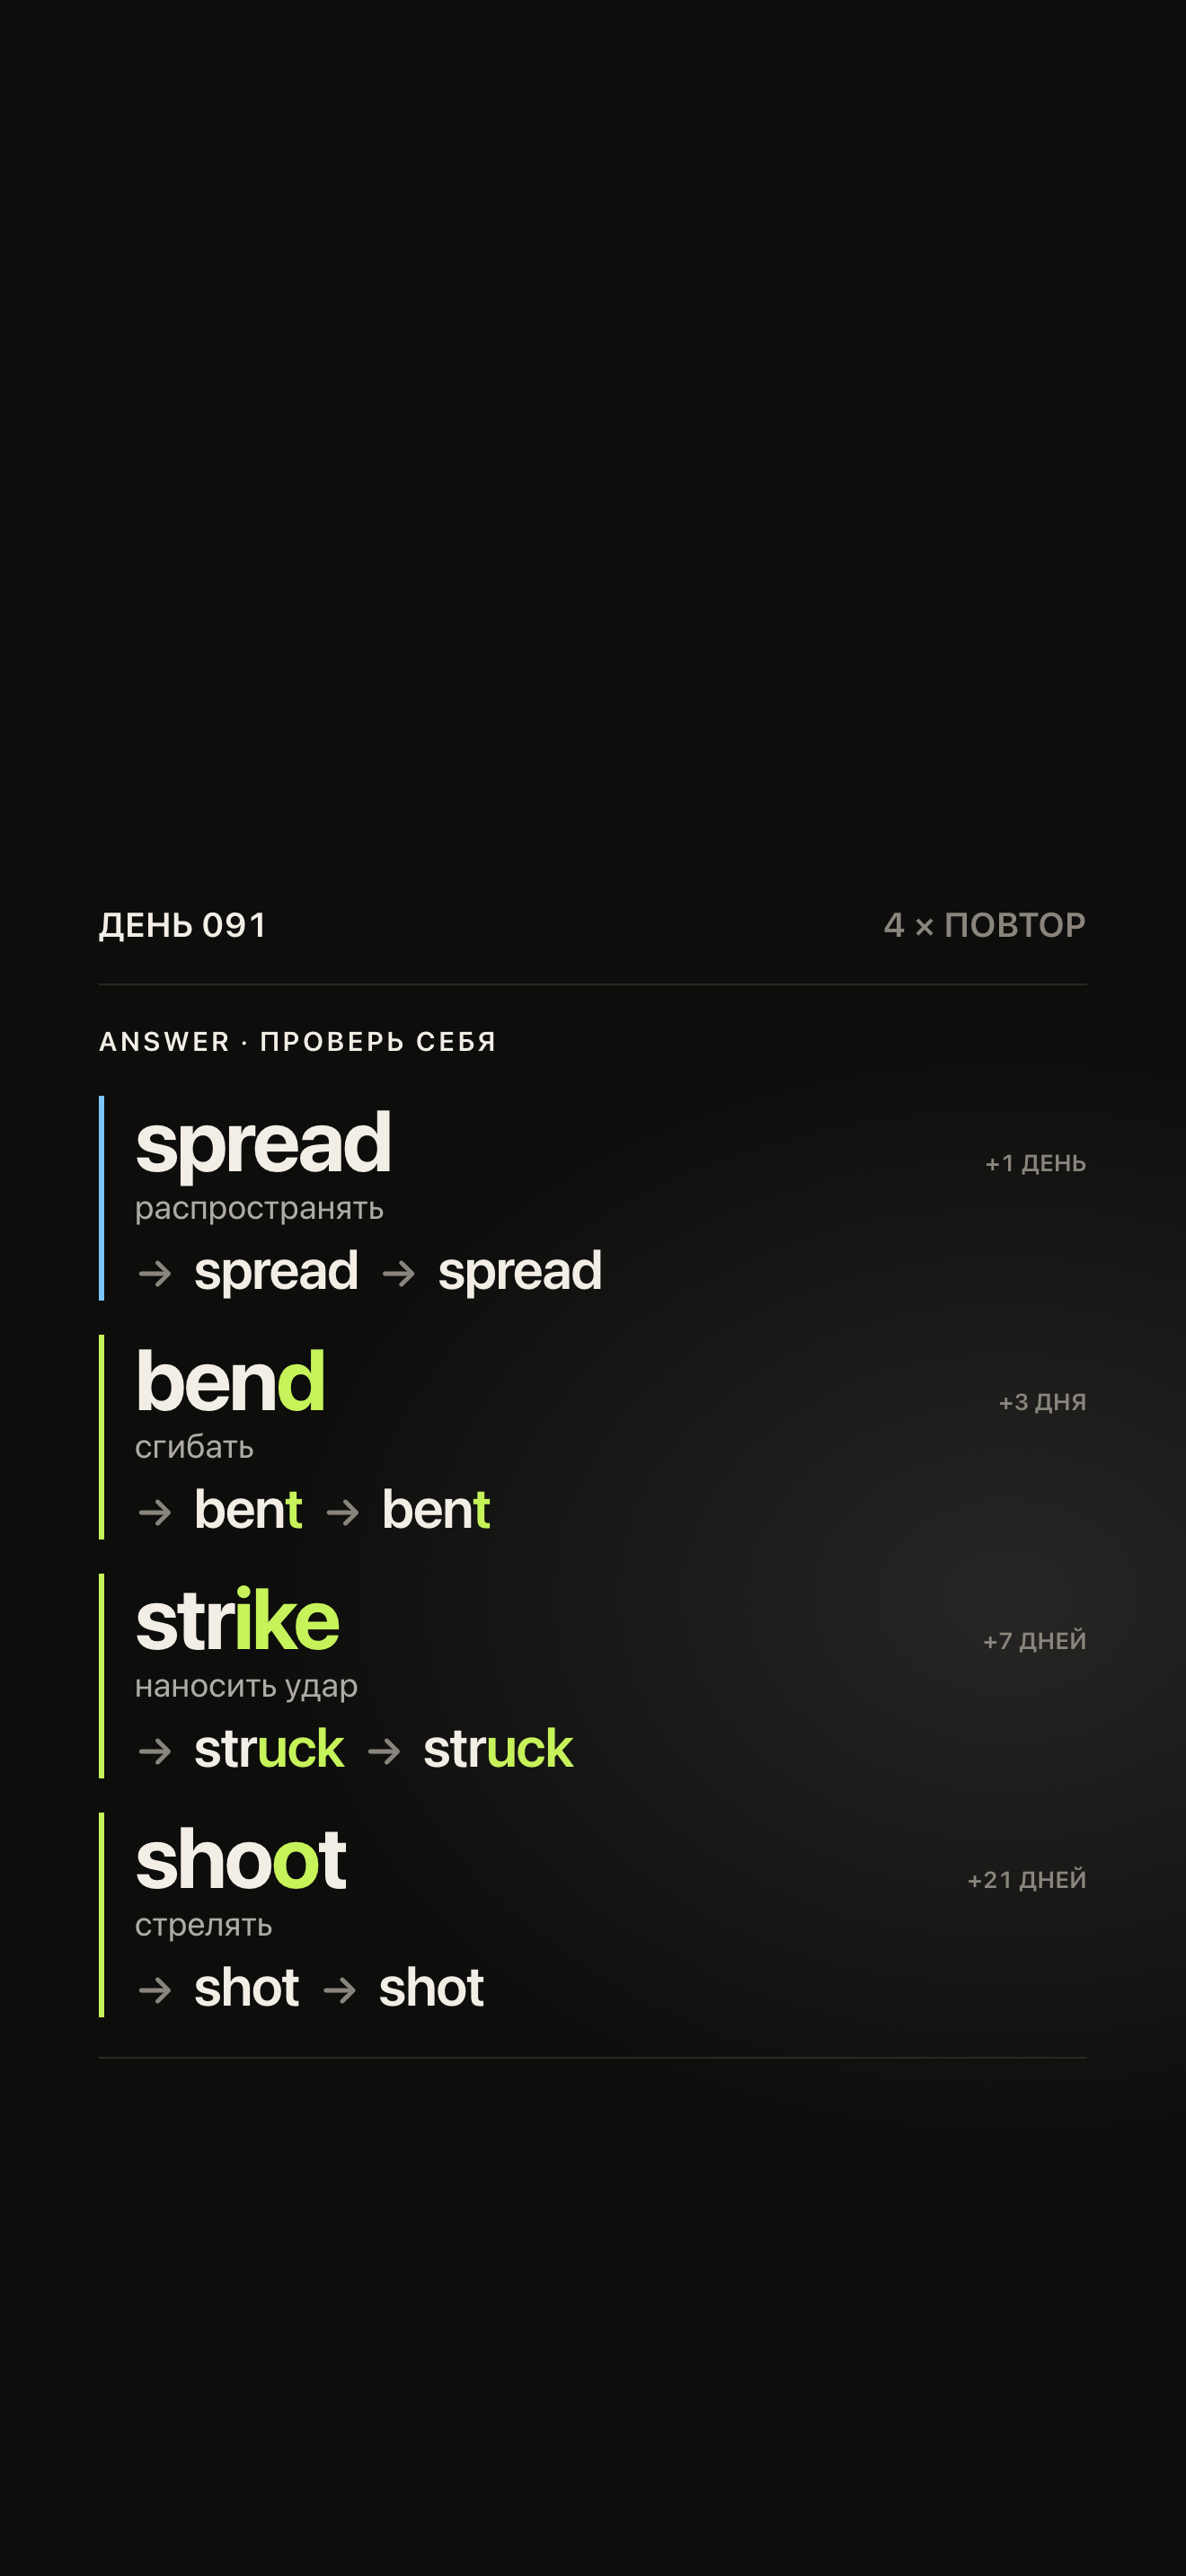 ДЕНЬ 091
4 × ПОВТОР
ANSWER · ПРОВЕРЬ СЕБЯ
spread
+1 ДЕНЬ
распространять
→ spread → spread
bend
+3 ДНЯ
сгибать
→ bent → bent
strike
+7 ДНЕЙ
наносить удар
→ struck → struck
shoot
+21 ДНЕЙ
стрелять
→ shot → shot